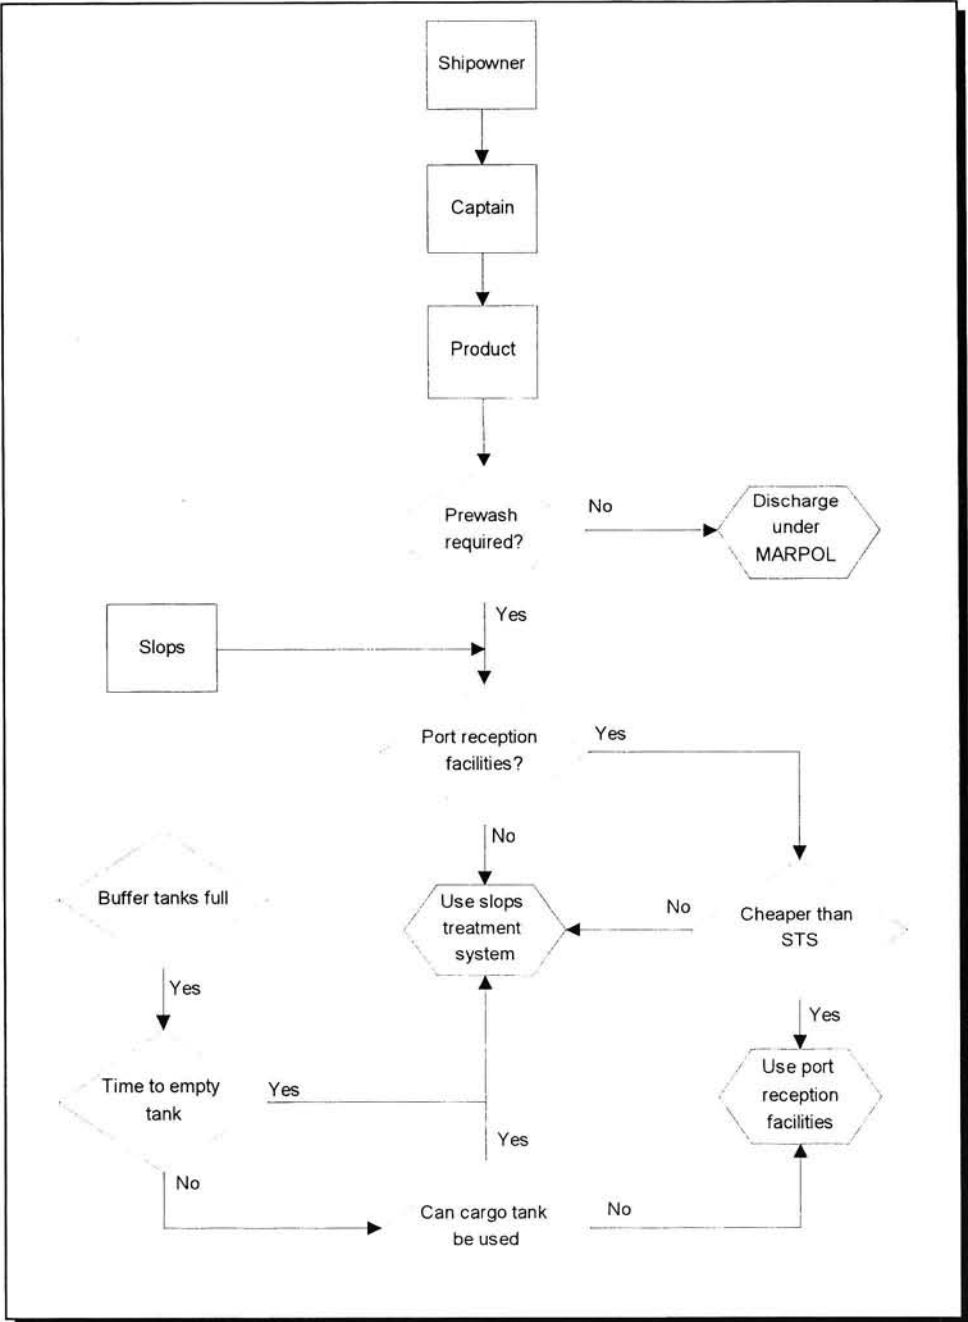 Shipowner
Captain
Product
Prewash
required?
No
Discharge
under
MARPOL
Yes
Slops
Port reception
facilities?
Yes
No
Buffer tanks full
Use slops
treatment
system
No
Cheaper than
STS
Yes
Yes
Time to empty
tank
Yes
Use port
reception
facilities
Yes
No
Can cargo tank
be used
No